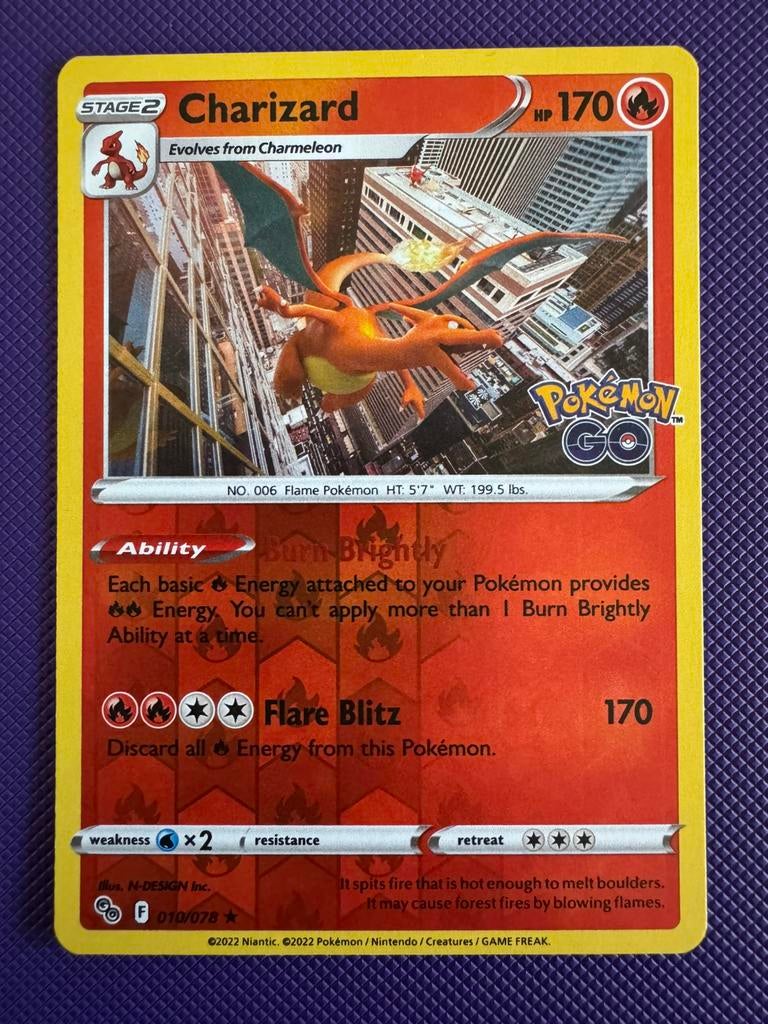 STAGE 2 Charizard HP 170
Evolves from Charmeleon
POKÉMON™
GO
NO. 006 Flame Pokémon HT: 5'7" WT: 199.5 lbs.
Ability Burn Brightly
Each basic Energy attached to your Pokémon provides
Energy. You can't apply more than 1 Burn Brightly
Ability at a time.
Flare Blitz 170
Discard all Energy from this Pokémon.
weakness ×2 resistance retreat
Illus. N-DESIGN Inc.
It spits fire that is hot enough to melt boulders.
It may cause forest fires by blowing flames.
GO F 010/078 ★
©2022 Niantic. ©2022 Pokémon / Nintendo / Creatures / GAME FREAK.